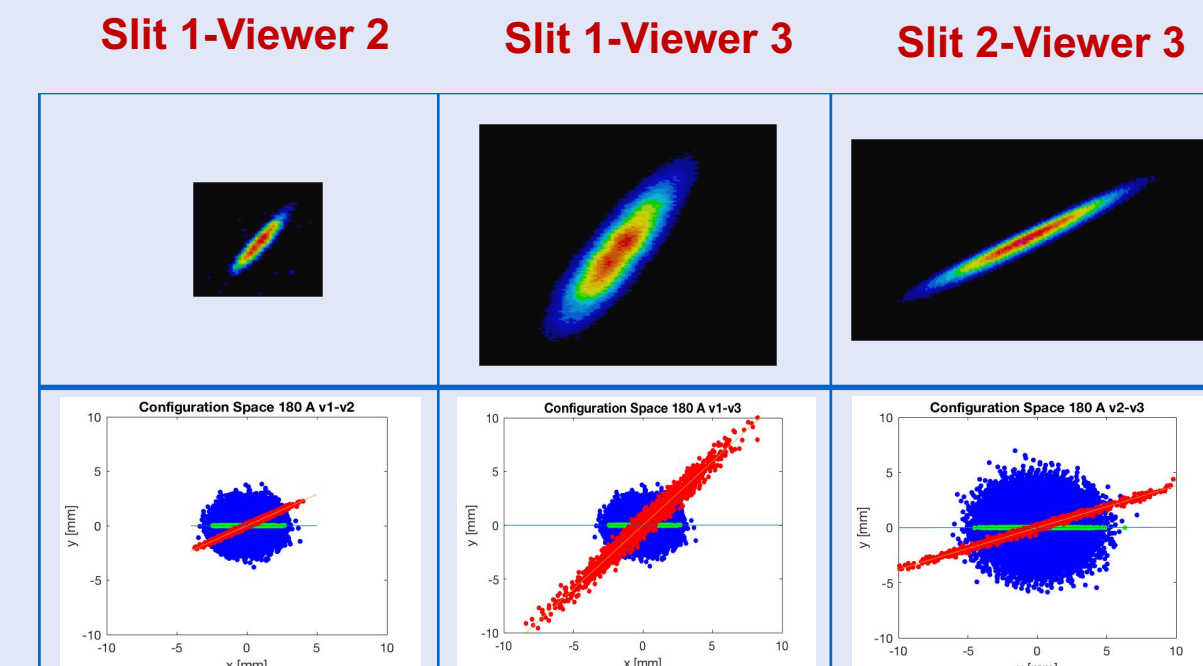 Slit 1-Viewer 2
Slit 1-Viewer 3
Slit 2-Viewer 3
Configuration Space 180 A v1-v2
10
5
0
-5
-10
y [mm]
-10 -5 0 5 10
x [mm]
Configuration Space 180 A v1-v3
10
5
0
-5
-10
y [mm]
-10 -5 0 5 10
x [mm]
Configuration Space 180 A v2-v3
10
5
0
-5
-10
y [mm]
-10 -5 0 5 10